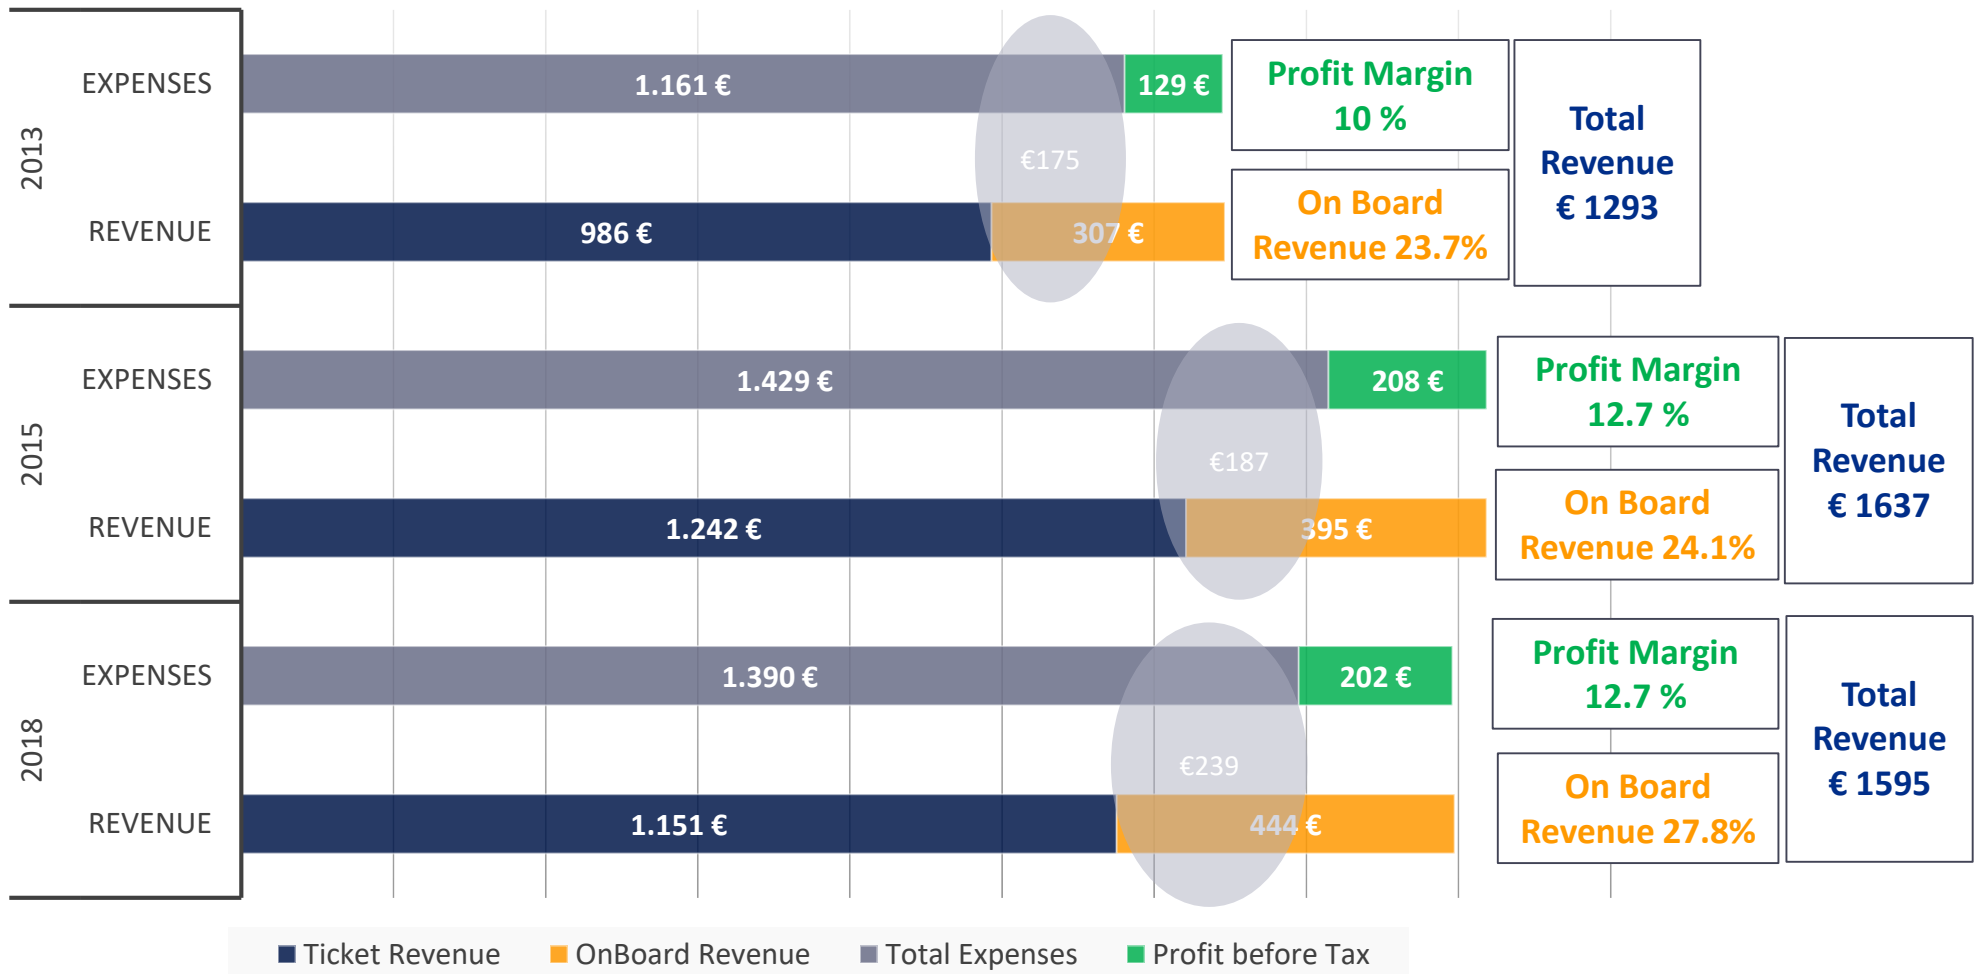 2013
EXPENSES
1.161 €
129 €
Profit Margin
10 %
€175
REVENUE
986 €
307 €
On Board
Revenue 23.7%
Total
Revenue
€ 1293
2015
EXPENSES
1.429 €
208 €
Profit Margin
12.7 %
€187
REVENUE
1.242 €
395 €
On Board
Revenue 24.1%
Total
Revenue
€ 1637
2018
EXPENSES
1.390 €
202 €
Profit Margin
12.7 %
€239
REVENUE
1.151 €
444 €
On Board
Revenue 27.8%
Total
Revenue
€ 1595
Ticket Revenue
OnBoard Revenue
Total Expenses
Profit before Tax